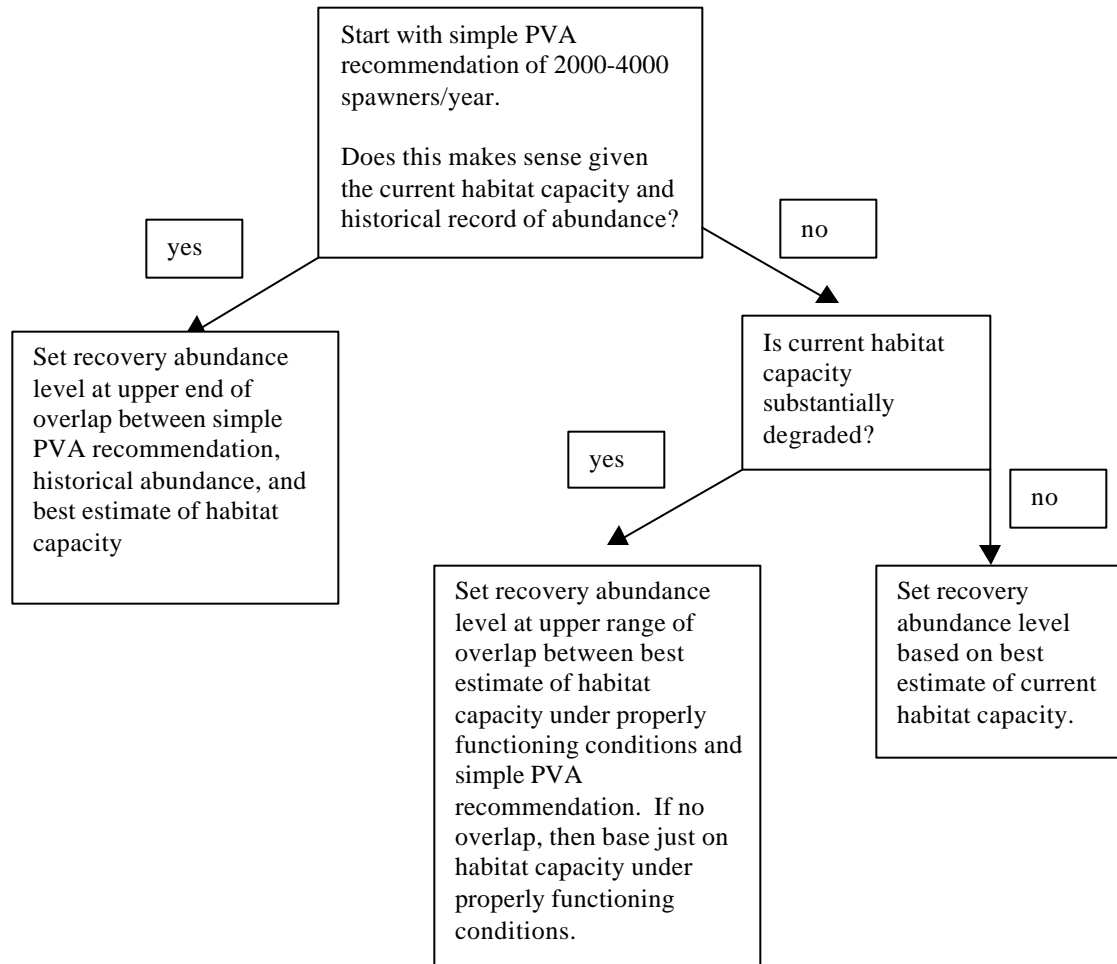 Start with simple PVA
recommendation of 2000-4000
spawners/year.
Does this makes sense given
the current habitat capacity and
historical record of abundance?
yes
no
Set recovery abundance
level at upper end of
overlap between simple
PVA recommendation,
historical abundance, and
best estimate of habitat
capacity
Is current habitat
capacity
substantially
degraded?
yes
no
Set recovery abundance
level at upper range of
overlap between best
estimate of habitat
capacity under properly
functioning conditions and
simple PVA
recommendation.  If no
overlap, then base just on
habitat capacity under
properly functioning
conditions.
Set recovery
abundance level
based on best
estimate of current
habitat capacity.